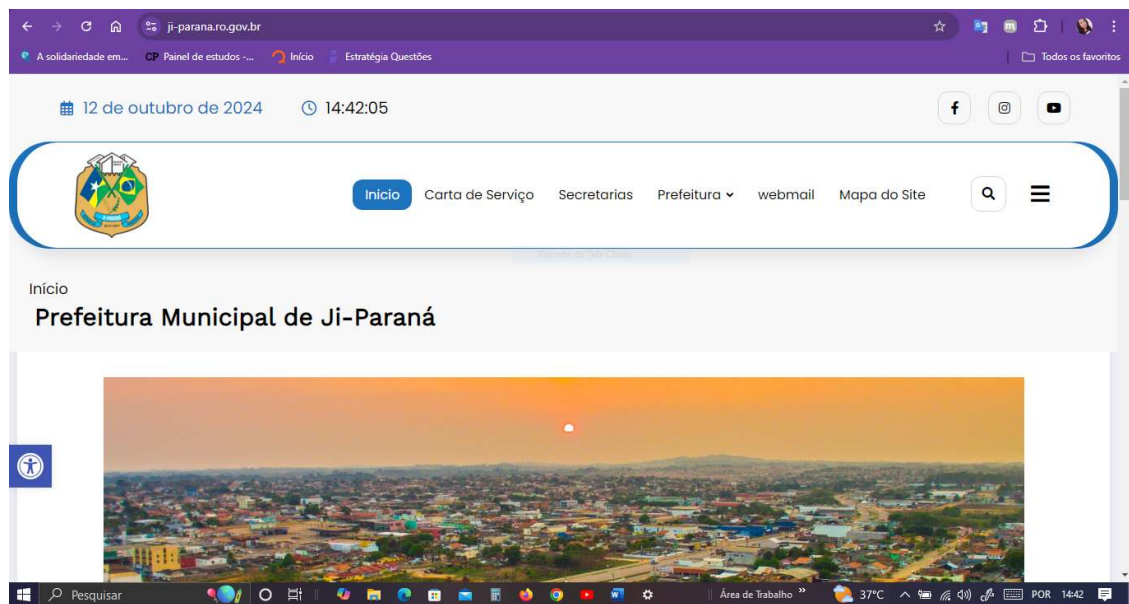 ji-parana.ro.gov.br
A solidariedade em... CP Painel de estudos -... Início Estratégia Questões Todos os favoritos
12 de outubro de 2024 14:42:05
Início Carta de Serviço Secretarias Prefeitura webmail Mapa do Site
Início
Prefeitura Municipal de Ji-Paraná
Pesquisar Área de Trabalho 37°C POR 14:42